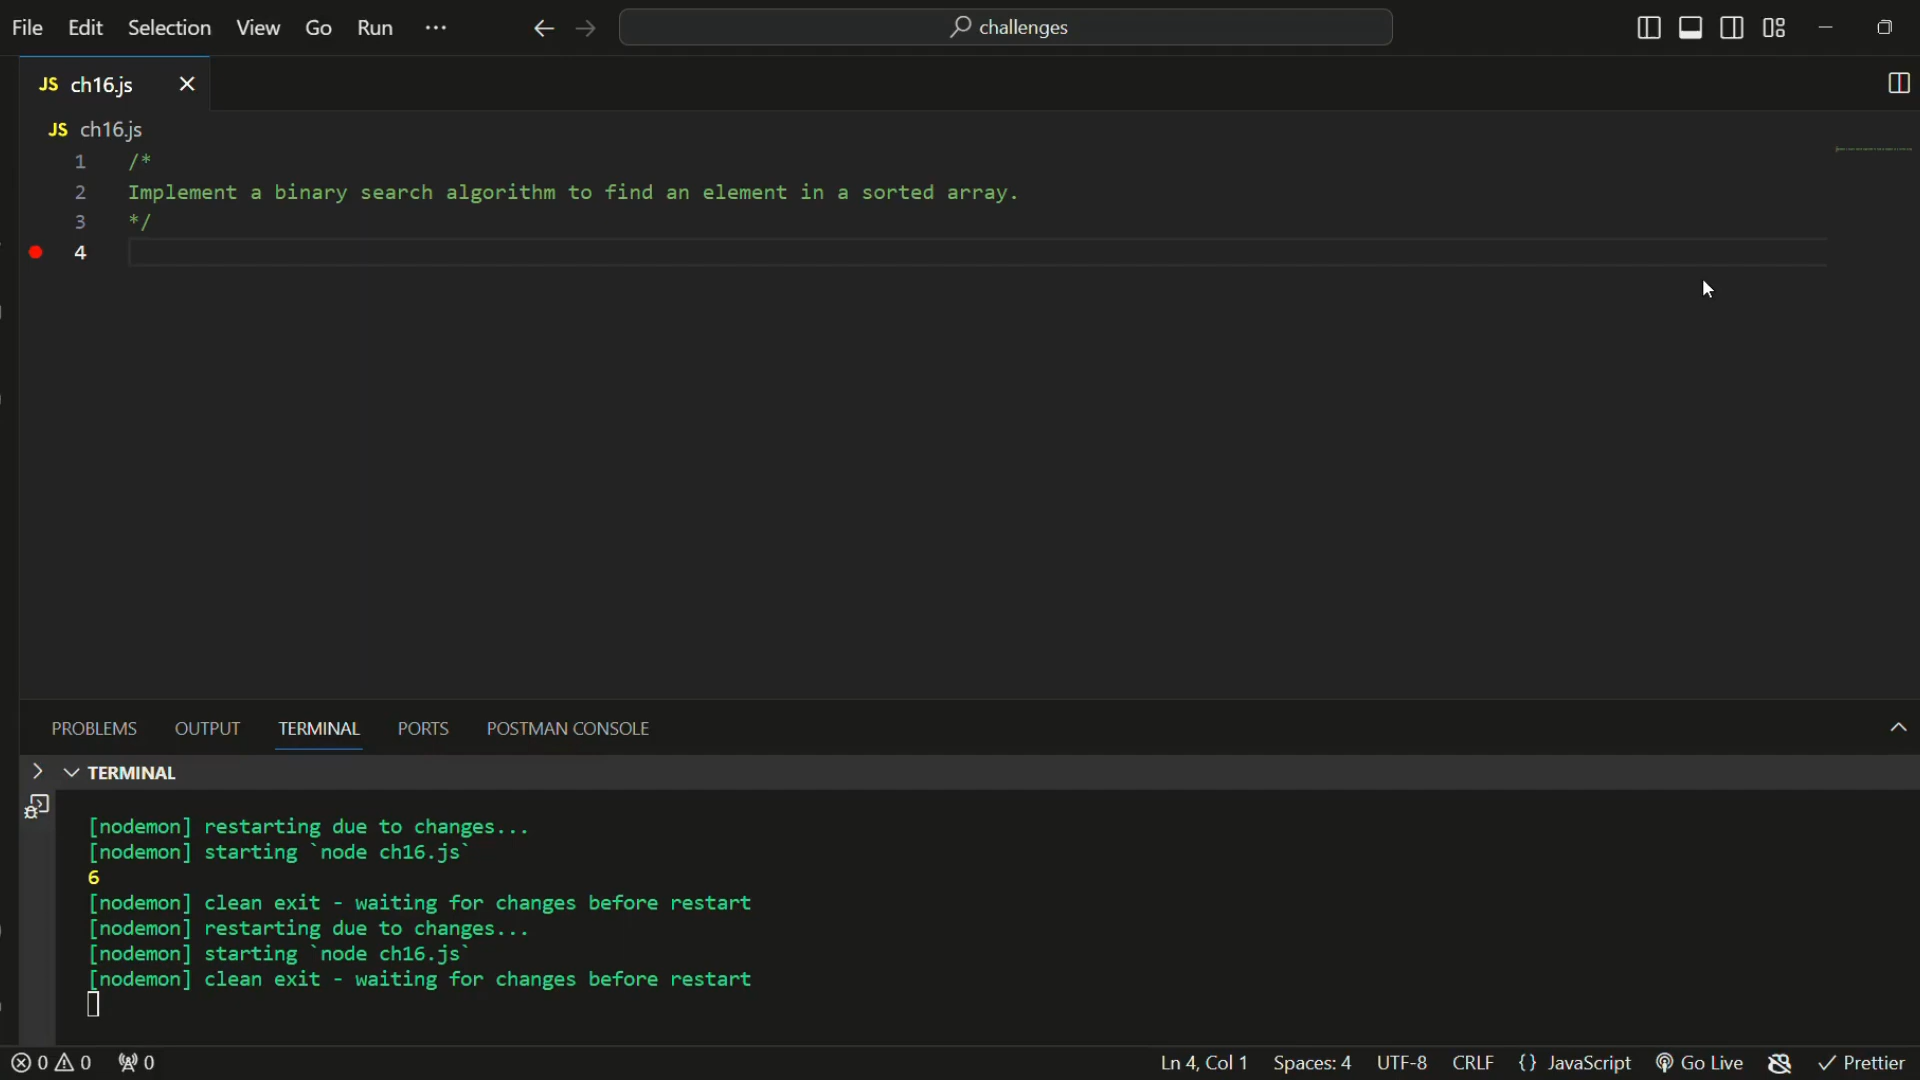 File Edit Selection View Go Run ··· challenges
JS ch16.js
JS ch16.js
1 /*
2 Implement a binary search algorithm to find an element in a sorted array.
3 */
4
PROBLEMS OUTPUT TERMINAL PORTS POSTMAN CONSOLE
TERMINAL
[nodemon] restarting due to changes...
[nodemon] starting `node ch16.js`
6
[nodemon] clean exit - waiting for changes before restart
[nodemon] restarting due to changes...
[nodemon] starting `node ch16.js`
[nodemon] clean exit - waiting for changes before restart
0 0 0 Ln 4, Col 1 Spaces: 4 UTF-8 CRLF {} JavaScript Go Live Prettier